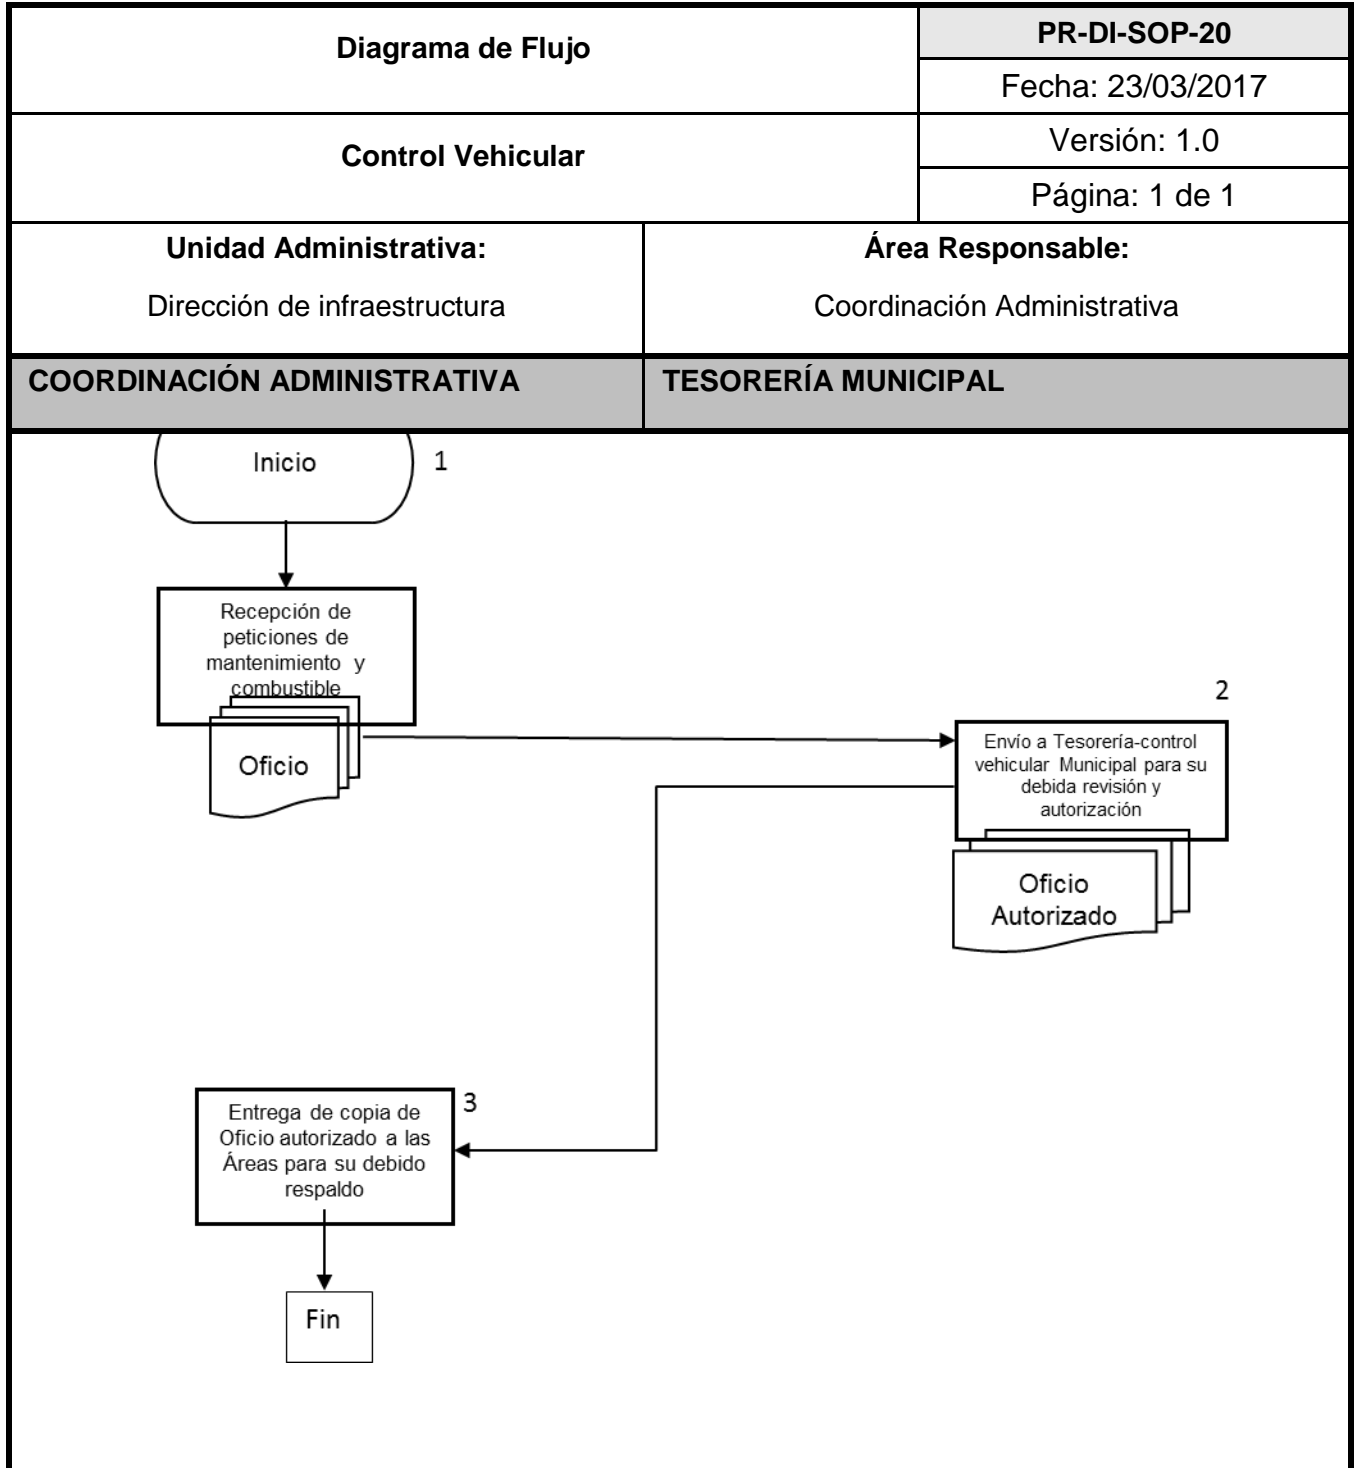 Diagrama de Flujo
PR-DI-SOP-20
Fecha: 23/03/2017
Control Vehicular
Versión: 1.0
Página: 1 de 1
Unidad Administrativa:
Dirección de infraestructura
Área Responsable:
Coordinación Administrativa
COORDINACIÓN ADMINISTRATIVA
TESORERÍA MUNICIPAL
Inicio
1
Recepción de
peticiones de
mantenimiento y
combustible
Oficio
2
Envío a Tesorería-control
vehicular Municipal para su
debida revisión y
autorización
Oficio
Autorizado
3
Entrega de copia de
Oficio autorizado a las
Áreas para su debido
respaldo
Fin